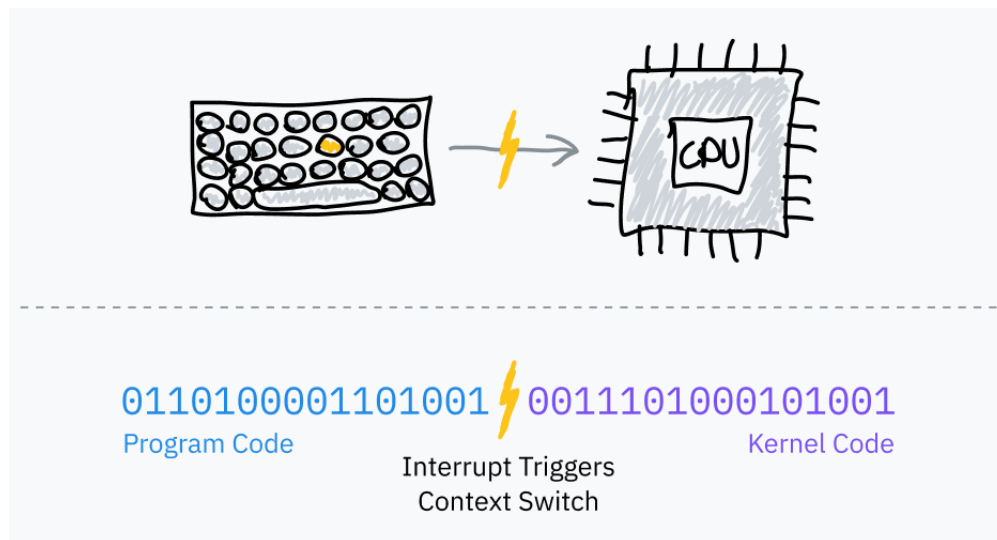 CPU
0110100001101001 0011101000101001
Program Code
Kernel Code
Interrupt Triggers
Context Switch